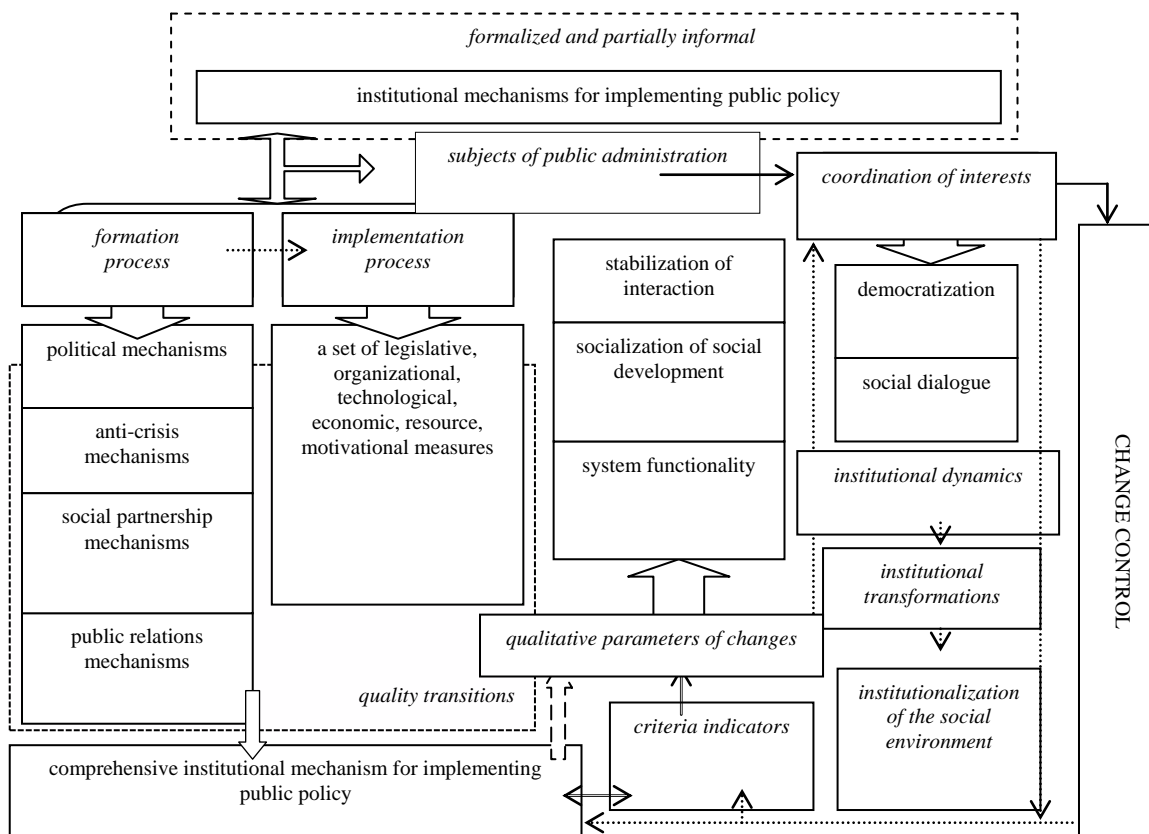 formalized and partially informal
institutional mechanisms for implementing public policy
subjects of public administration
coordination of interests
formation
process
implementation
process
stabilization of
interaction
socialization of social
development
system functionality
democratization
social dialogue
political mechanisms
anti-crisis
mechanisms
social partnership
mechanisms
public relations
mechanisms
a set of legislative,
organizational,
technological,
economic, resource,
motivational measures
institutional dynamics
institutional
transformations
institutionalization
of the social
environment
CHANGE CONTROL
qualitative parameters of changes
quality transitions
criteria indicators
comprehensive institutional mechanism for implementing
public policy